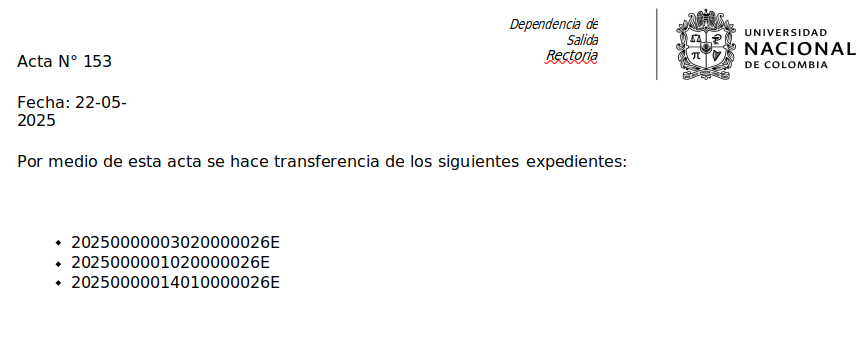 Dependencia de
Salida
Rectoria
UNIVERSIDAD
NACIONAL
DE COLOMBIA
Acta N° 153
Fecha: 22-05-
2025
Por medio de esta acta se hace transferencia de los siguientes expedientes:
• 20250000003020000026E
• 2025000001020000026E
• 20250000014010000026E